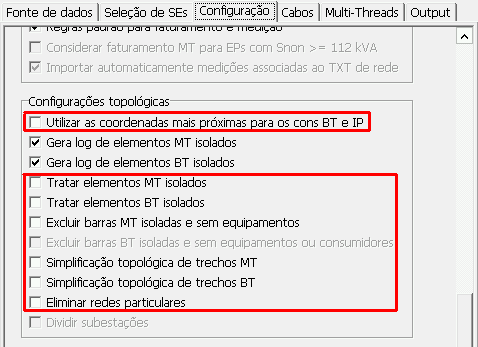 Fonte de dados Seleção de SEs Configuração Cabos Multi-Threads Output
Regras padrão para faturamento e medição
Considerar faturamento MT para EPs com Snon >= 112 kVA
Importar automaticamente medições associadas ao TXT de rede
Configurações topológicas
Utilizar as coordenadas mais próximas para os cons BT e IP
Gera log de elementos MT isolados
Gera log de elementos BT isolados
Tratar elementos MT isolados
Tratar elementos BT isolados
Excluir barras MT isoladas e sem equipamentos
Excluir barras BT isoladas e sem equipamentos ou consumidores
Simplificação topológica de trechos MT
Simplificação topológica de trechos BT
Eliminar redes particulares
Dividir subestações